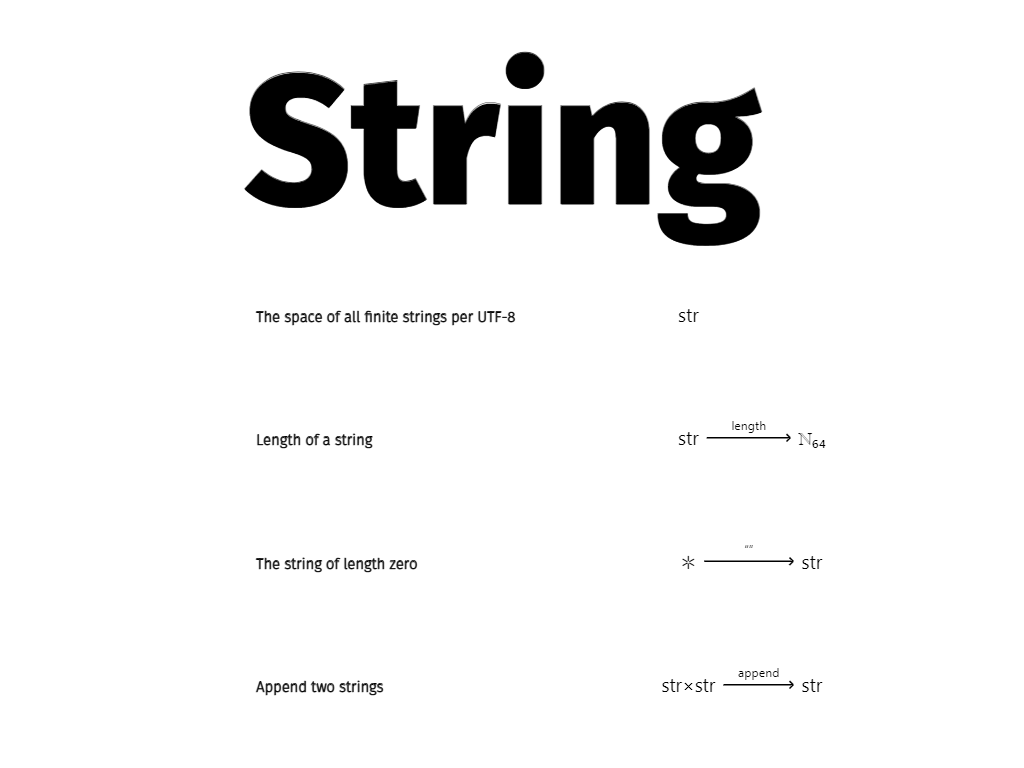 String
The space of all finite strings per UTF-8 str
length
Length of a string str ⟶ ℕ₆₄
“”
The string of length zero ∗ ⟶ str
append
Append two strings str×str ⟶ str